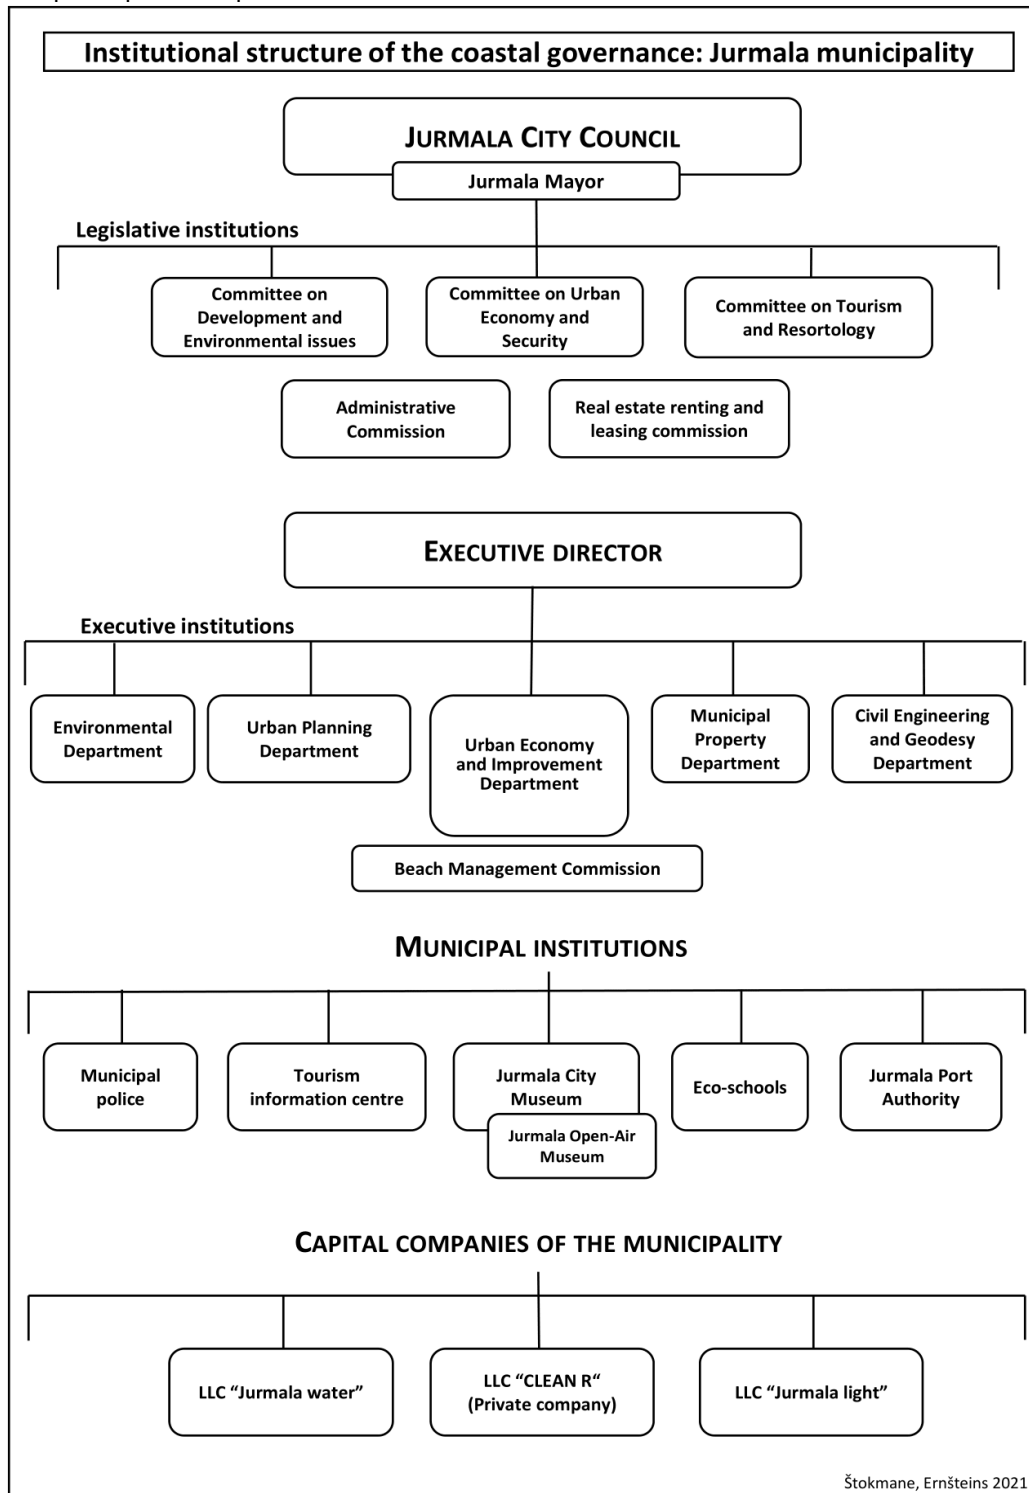 Institutional structure of the coastal governance: Jurmala municipality
JURMALA CITY COUNCIL
Jurmala Mayor
Legislative institutions
Committee on
Development and
Environmental issues
Committee on Urban
Economy and
Security
Committee on Tourism
and Resortology
Administrative
Commission
Real estate renting and
leasing commission
EXECUTIVE DIRECTOR
Executive institutions
Environmental
Department
Urban Planning
Department
Urban Economy
and Improvement
Department
Municipal
Property
Department
Civil Engineering
and Geodesy
Department
Beach Management Commission
MUNICIPAL INSTITUTIONS
Municipal
police
Tourism
information centre
Jurmala City
Museum
Jurmala Open-Air
Museum
Eco-schools
Jurmala Port
Authority
CAPITAL COMPANIES OF THE MUNICIPALITY
LLC “Jurmala water”
LLC “CLEAN R“
(Private company)
LLC “Jurmala light”
Štokmane, Ernšteins 2021